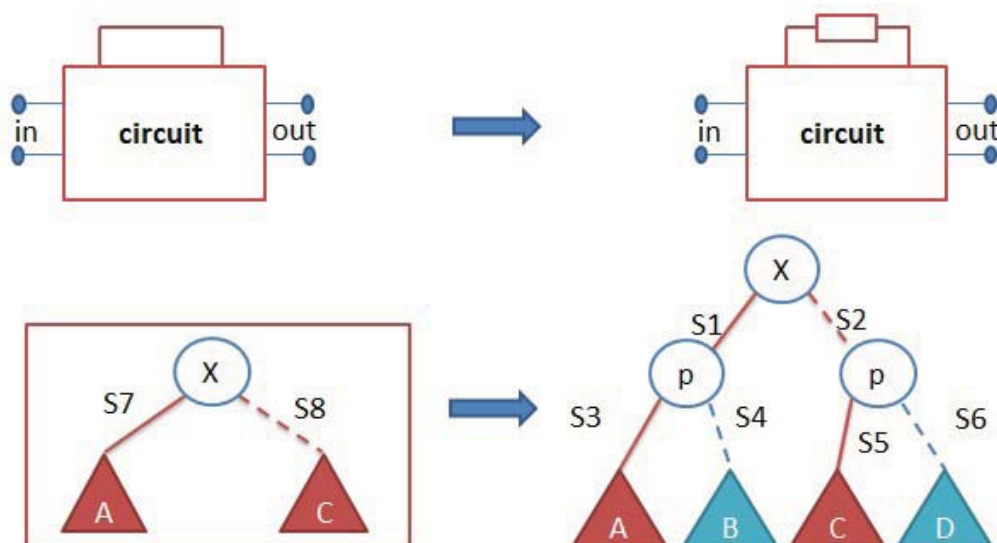 in circuit out
in circuit out
X
S1 S2
X
p p
S7 S8
S3 S4 S5 S6
A C
A B C D